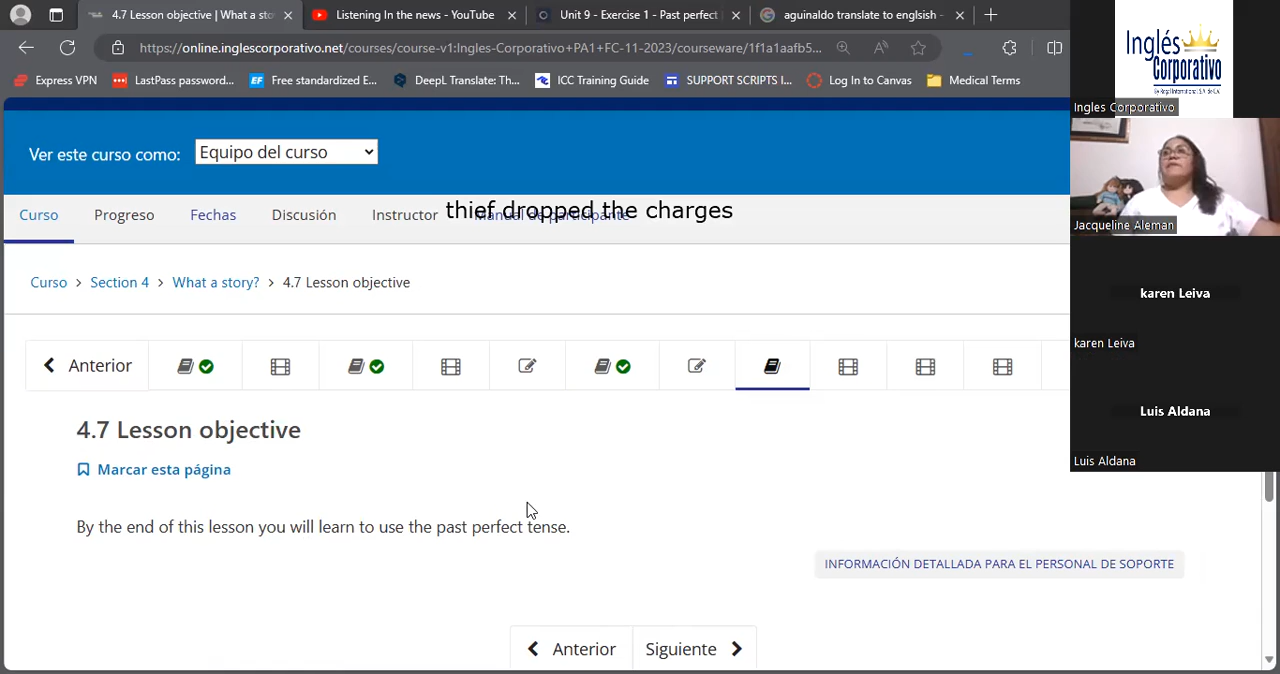 4.7 Lesson objective | What a sto
Listening In the news - YouTube
Unit 9 - Exercise 1 - Past perfect
aguinaldo translate to englsish -
https://online.inglescorporativo.net/courses/course-v1:Ingles-Corporativo+PA1+FC-11-2023/courseware/1f1a1aafb5...
Express VPN
LastPass password...
Free standardized E...
DeepL Translate: Th...
ICC Training Guide
SUPPORT SCRIPTS I...
Log In to Canvas
Medical Terms
Inglés
Corporativo
Ingles Corporativo
Ver este curso como: Equipo del curso
Jacqueline Aleman
Curso Progreso Fechas Discusión Instructor Manual de participante
thief dropped the charges
Curso > Section 4 > What a story? > 4.7 Lesson objective
karen Leiva
karen Leiva
Anterior
Luis Aldana
Luis Aldana
4.7 Lesson objective
Marcar esta página
By the end of this lesson you will learn to use the past perfect tense.
INFORMACIÓN DETALLADA PARA EL PERSONAL DE SOPORTE
Anterior Siguiente